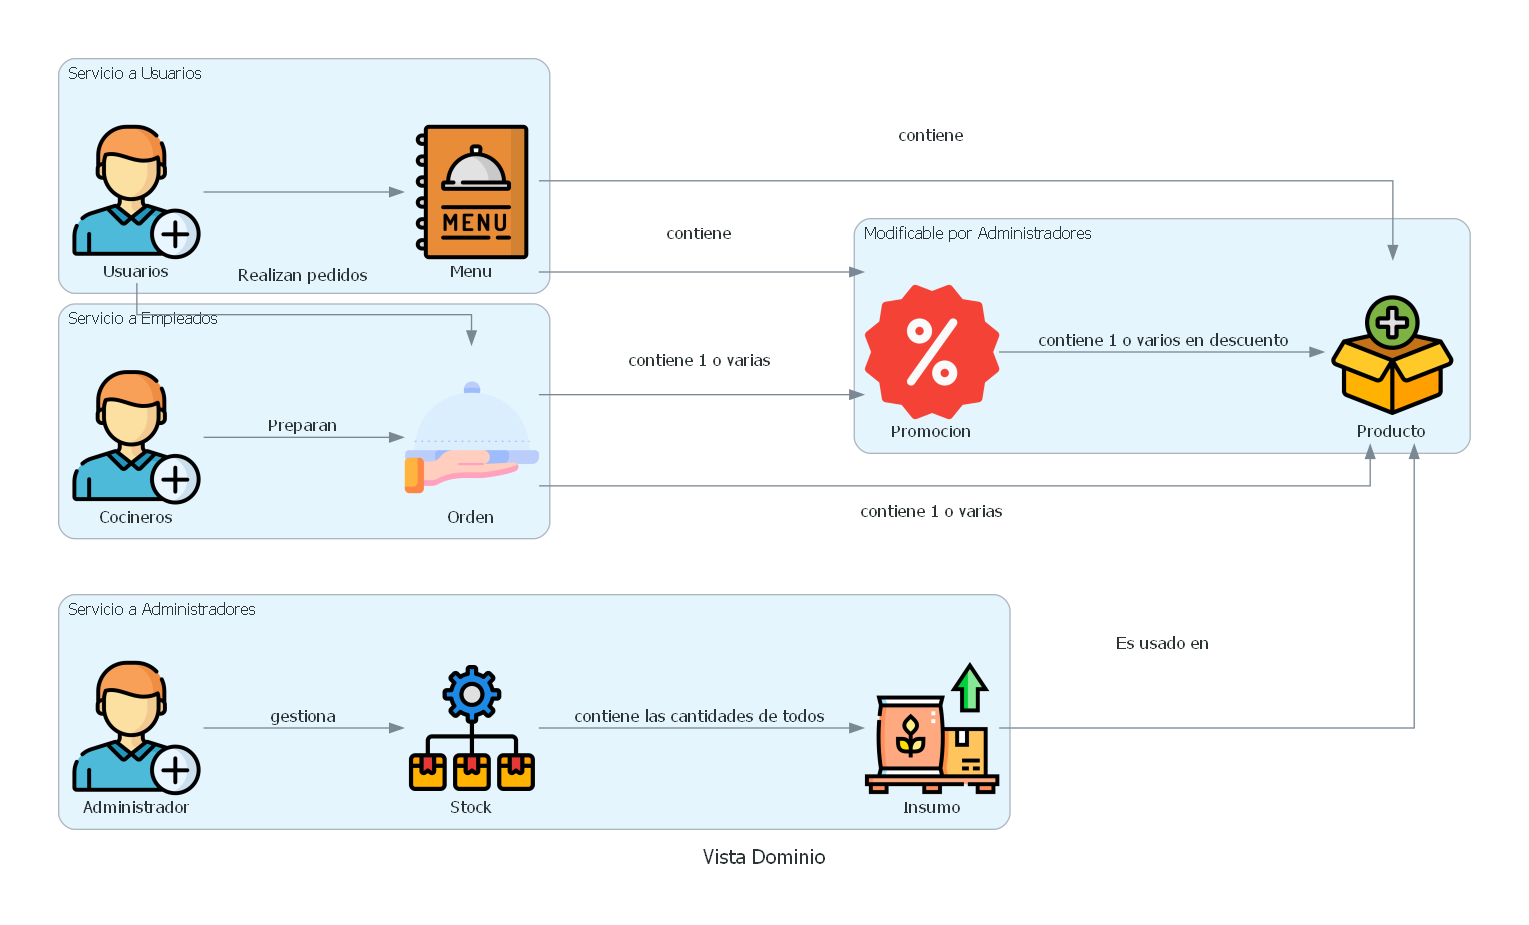 Servicio a Usuarios
contiene
MENU
contiene
Modificable por Administradores
Usuarios
Realizan pedidos
Menu
Servicio a Empleados
contiene 1 o varias
contiene 1 o varios en descuento
Preparan
Promocion
Producto
Cocineros
Orden
contiene 1 o varias
Servicio a Administradores
Es usado en
gestiona
contiene las cantidades de todos
Administrador
Stock
Insumo
Vista Dominio